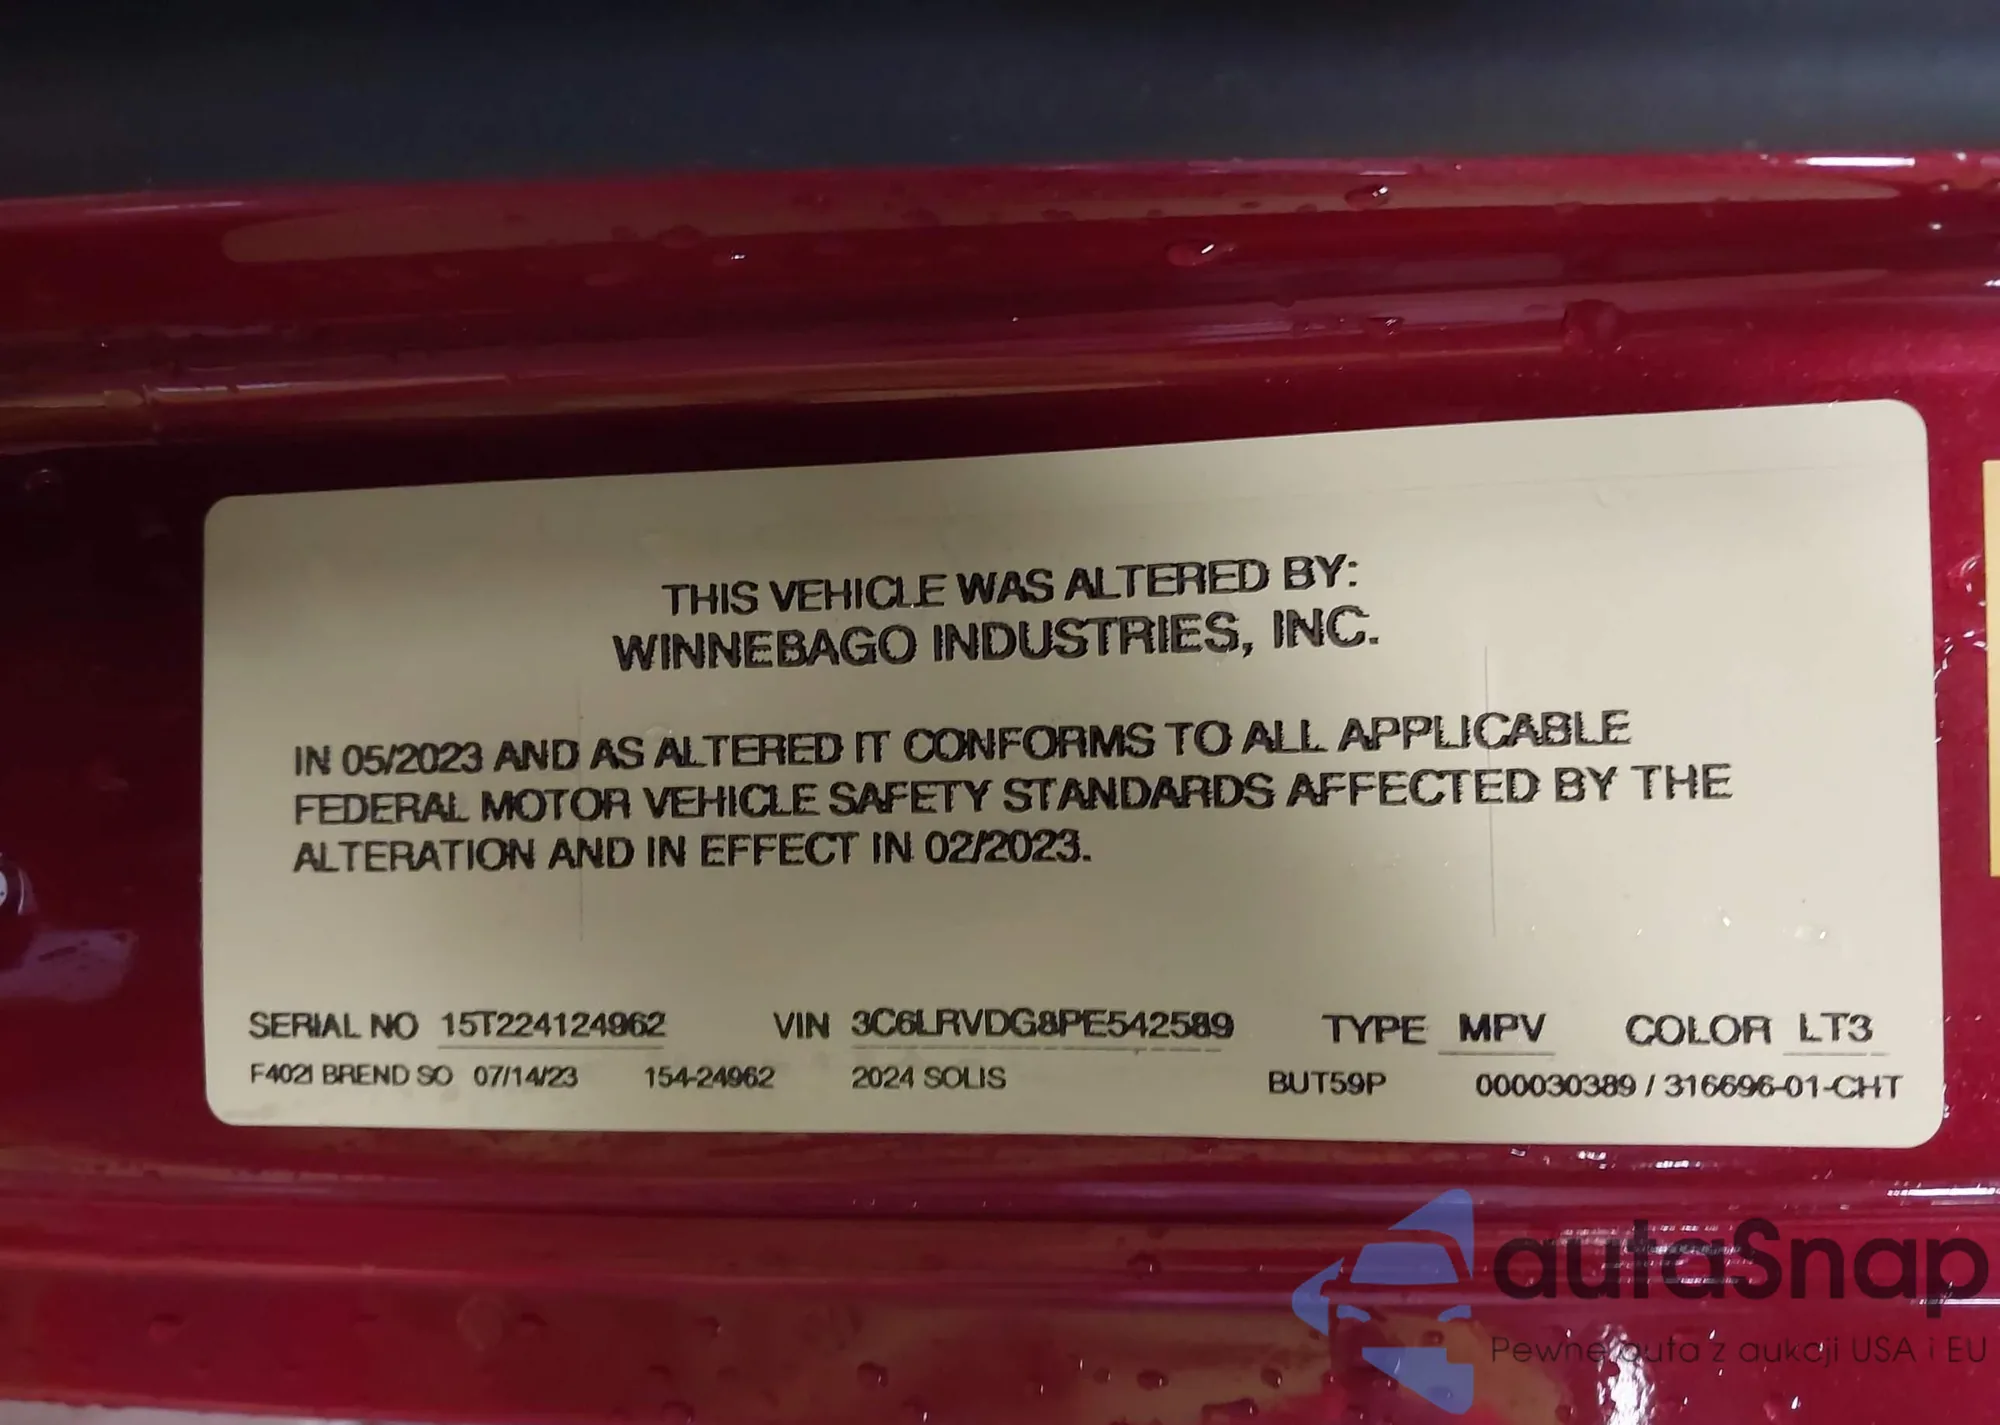 THIS VEHICLE WAS ALTERED BY:
WINNEBAGO INDUSTRIES, INC.
IN 05/2023 AND AS ALTERED IT CONFORMS TO ALL APPLICABLE
FEDERAL MOTOR VEHICLE SAFETY STANDARDS AFFECTED BY THE
ALTERATION AND IN EFFECT IN 02/2023.
SERIAL NO 15T224124962 VIN 3C6LRVDG8PE542589 TYPE MPV COLOR LT3
F4021 BREND SO 07/14/23 154-24962 2024 SOLIS BUT59P 000030389 / 316696-01-CHT
autaSnap
Pewne auta z aukcji USA i EU